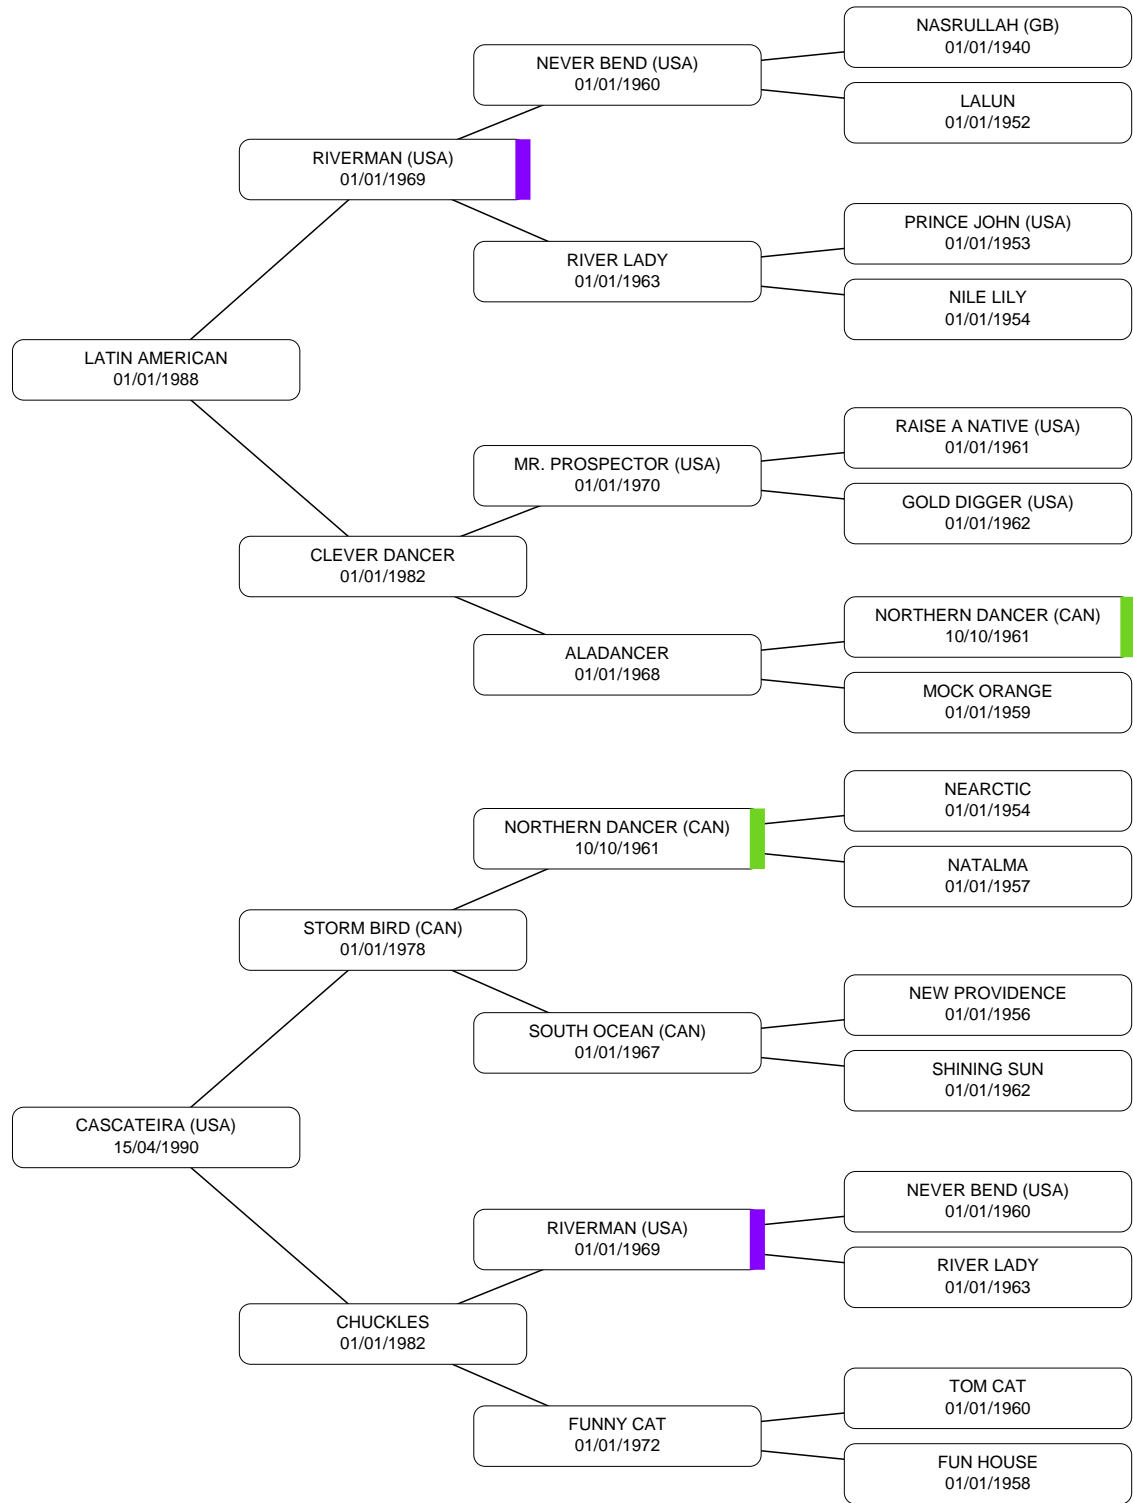 NASRULLAH (GB)
01/01/1940
NEVER BEND (USA)
01/01/1960
LALUN
01/01/1952
RIVERMAN (USA)
01/01/1969
PRINCE JOHN (USA)
01/01/1953
RIVER LADY
01/01/1963
NILE LILY
01/01/1954
LATIN AMERICAN
01/01/1988
RAISE A NATIVE (USA)
01/01/1961
MR. PROSPECTOR (USA)
01/01/1970
GOLD DIGGER (USA)
01/01/1962
CLEVER DANCER
01/01/1982
NORTHERN DANCER (CAN)
10/10/1961
ALADANCER
01/01/1968
MOCK ORANGE
01/01/1959
NEARCTIC
01/01/1954
NORTHERN DANCER (CAN)
10/10/1961
NATALMA
01/01/1957
STORM BIRD (CAN)
01/01/1978
NEW PROVIDENCE
01/01/1956
SOUTH OCEAN (CAN)
01/01/1967
SHINING SUN
01/01/1962
CASCATEIRA (USA)
15/04/1990
NEVER BEND (USA)
01/01/1960
RIVERMAN (USA)
01/01/1969
RIVER LADY
01/01/1963
CHUCKLES
01/01/1982
TOM CAT
01/01/1960
FUNNY CAT
01/01/1972
FUN HOUSE
01/01/1958